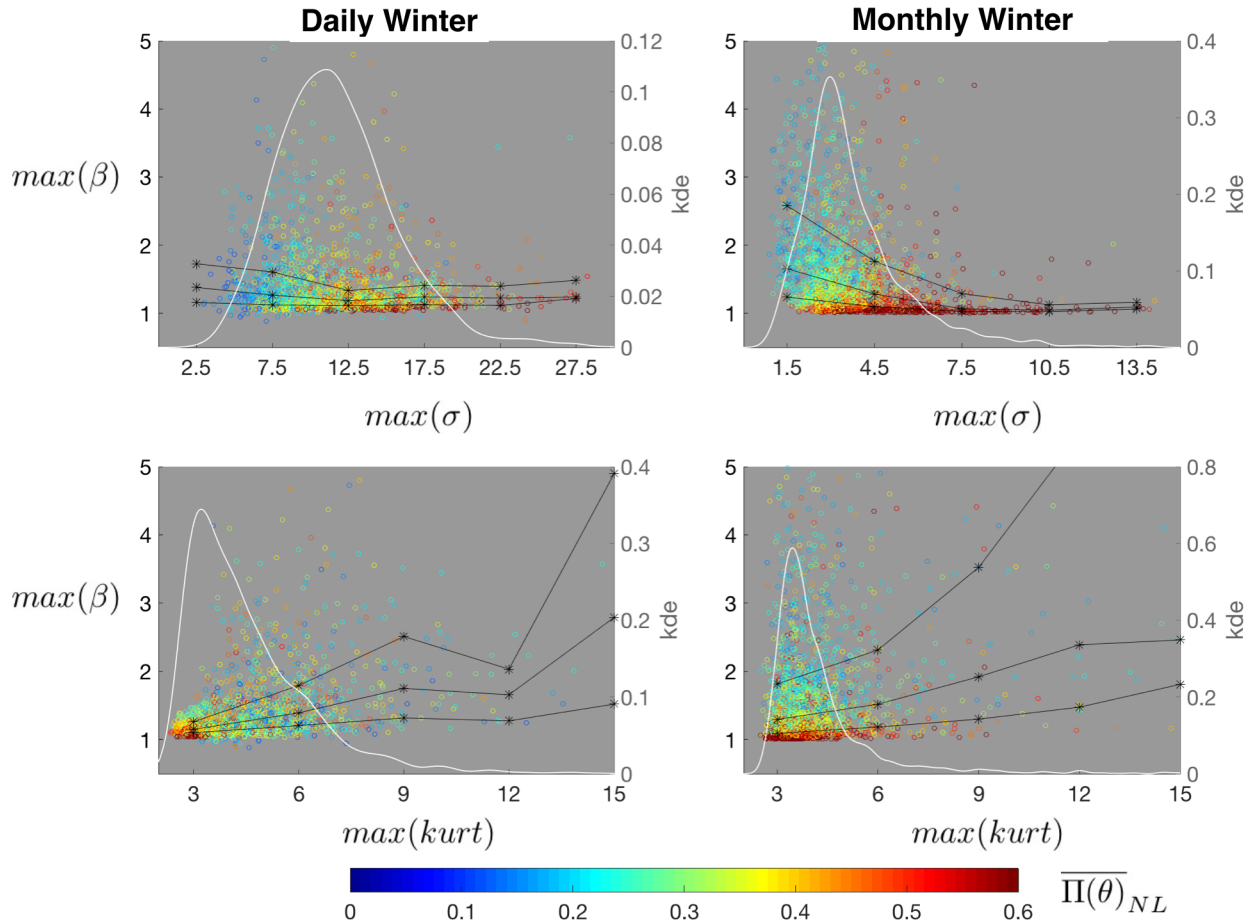 Daily Winter
Monthly Winter
5
4
3
2
1
max(β)
0.12
0.1
0.08
0.06
0.04
0.02
0
kde
2.5 7.5 12.5 17.5 22.5 27.5
max(σ)
5
4
3
2
1
0.4
0.3
0.2
0.1
0
kde
1.5 4.5 7.5 10.5 13.5
max(σ)
5
4
3
2
1
max(β)
0.4
0.3
0.2
0.1
0
kde
3 6 9 12 15
max(kurt)
5
4
3
2
1
0.8
0.6
0.4
0.2
0
kde
3 6 9 12 15
max(kurt)
0 0.1 0.2 0.3 0.4 0.5 0.6
Π(θ) NL